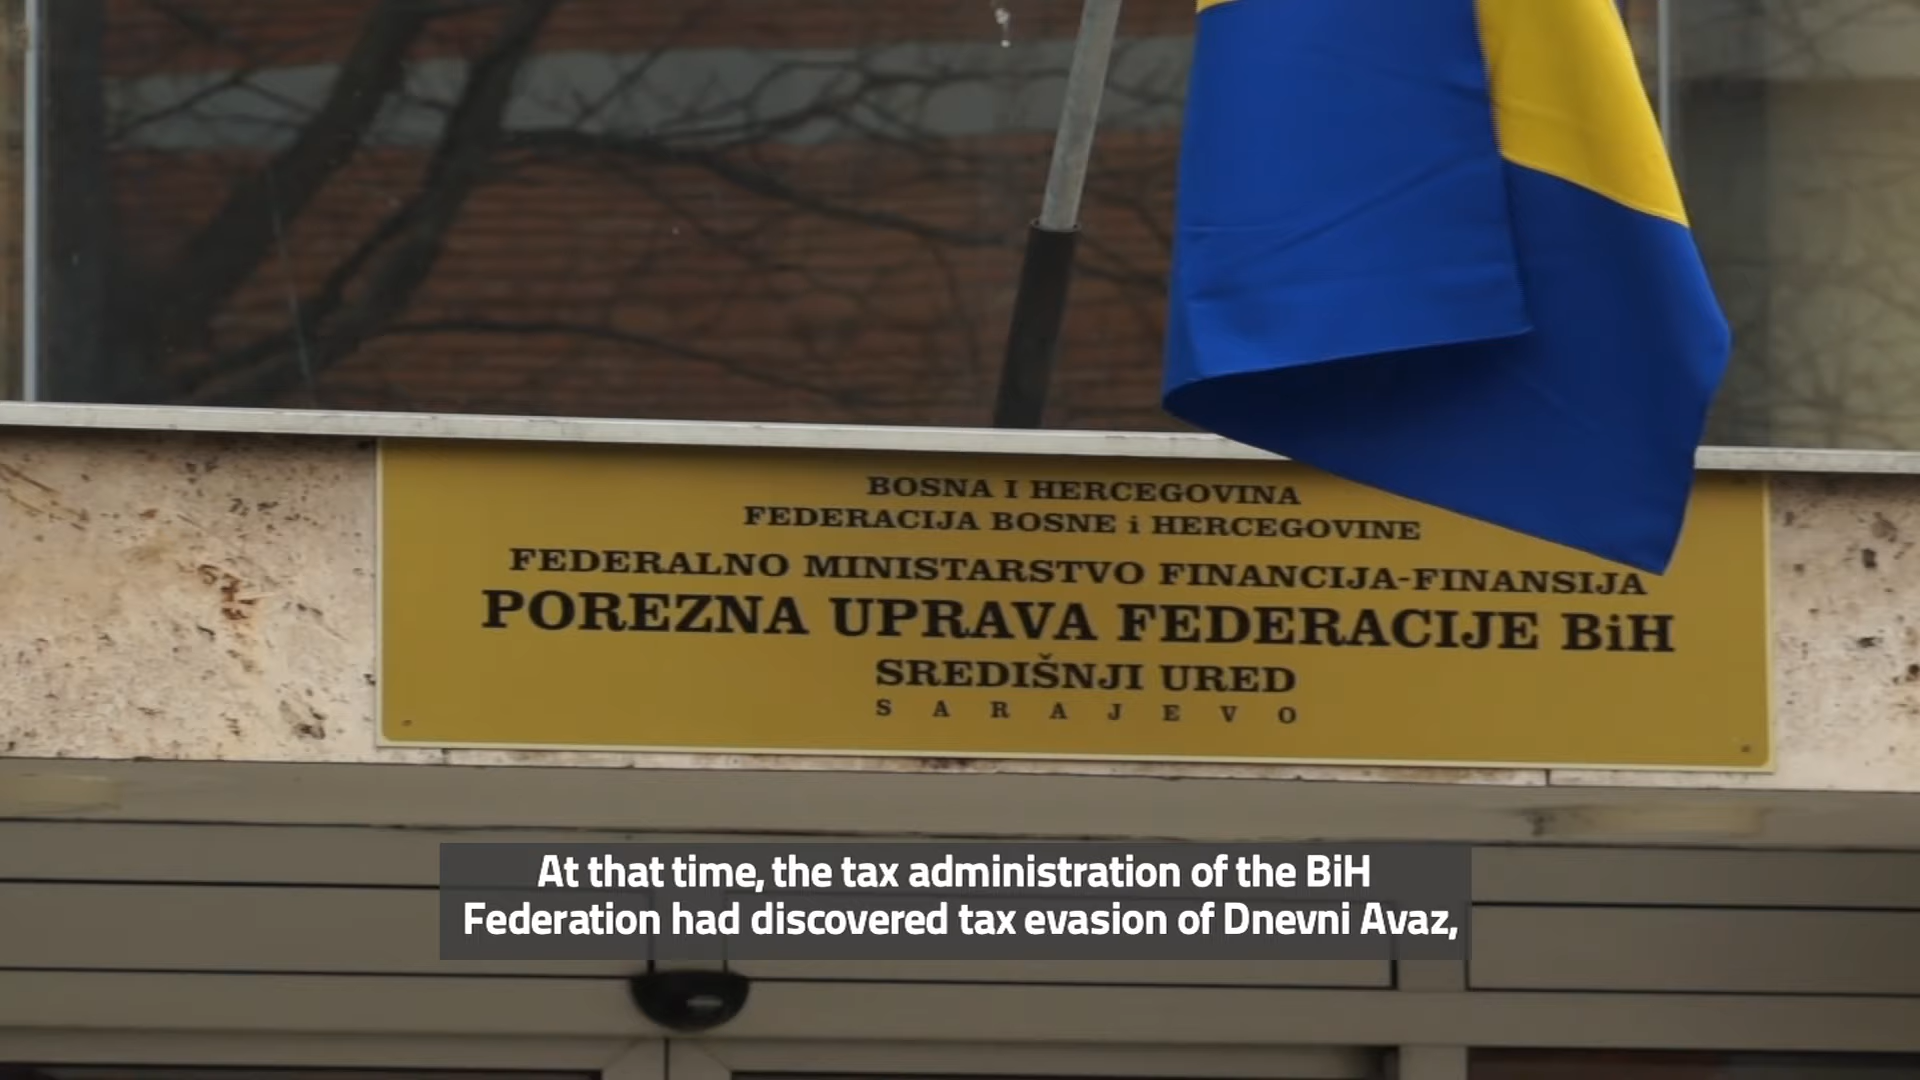 BOSNA I HERCEGOVINA
FEDERACIJA BOSNE i HERCEGOVINE
FEDERALNO MINISTARSTVO FINANCIJA-FINANSIJA
POREZNA UPRAVA FEDERACIJE BiH
SREDIŠNJI URED
SARAJEVO
At that time, the tax administration of the BiH
Federation had discovered tax evasion of Dnevni Avaz,